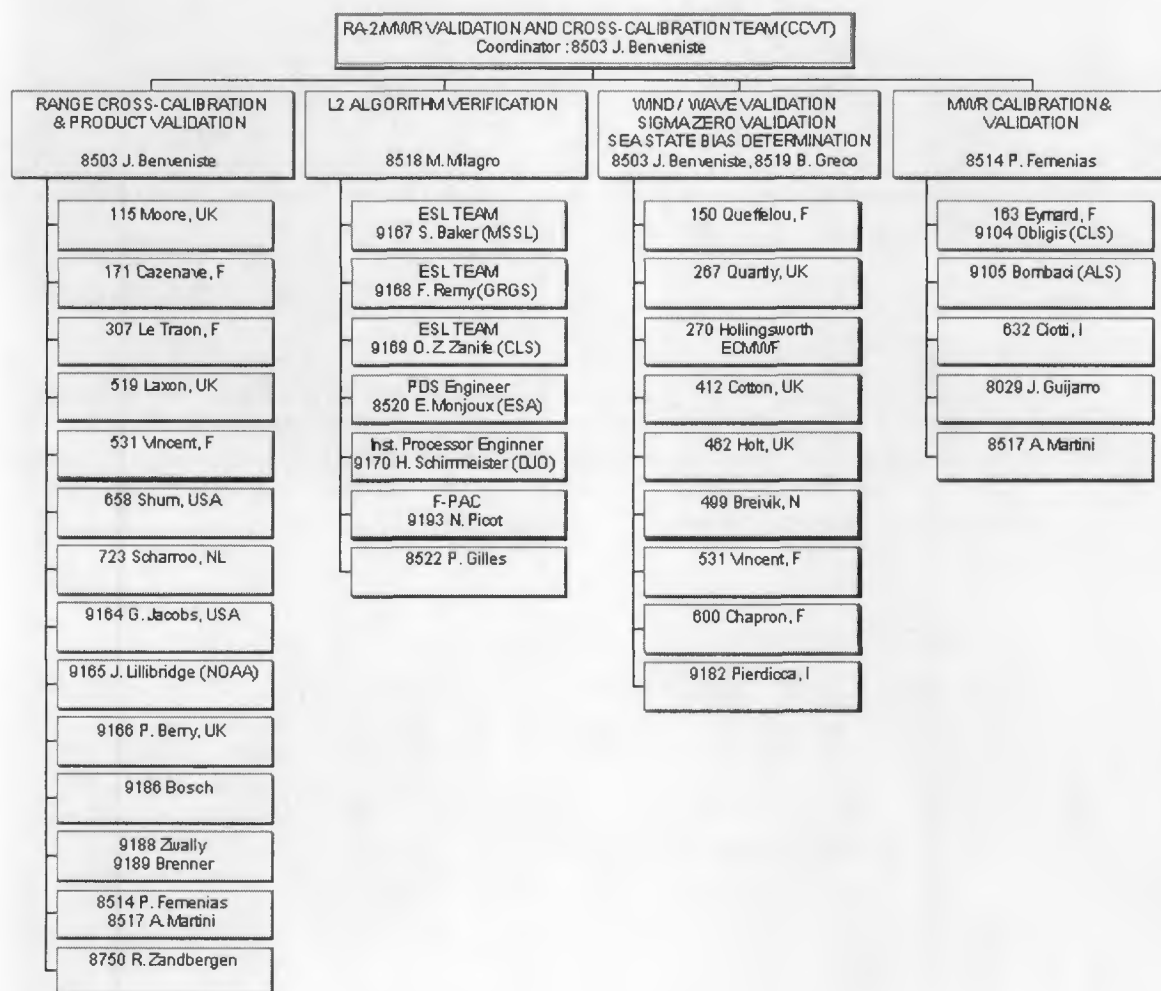 RA-2/MWR VALIDATION AND CROSS-CALIBRATION TEAM (CCVT)
Coordinator :8503 J. Benveniste
RANGE CROSS-CALIBRATION
& PRODUCT VALIDATION
8503 J. Benveniste
115 Moore, UK
171 Cazenave, F
307 Le Traon, F
519 Laxon, UK
531 Vincent, F
658 Shum, USA
723 Scharroo, NL
9164 G. Jacobs, USA
9165 J. Lillibridge (NOAA)
9166 P. Berry, UK
9186 Bosch
9188 Zwally
9189 Brenner
8514 P. Femenias
8517 A. Martini
8750 R. Zandbergen
L2 ALGORITHM VERIFICATION
8518 M. Milagro
ESL TEAM
9167 S. Baker (MSSL)
ESL TEAM
9168 F. Remy (GRGS)
ESL TEAM
9169 O. Z. Zanife (CLS)
PDS Engineer
8520 E. Monjoux (ESA)
Inst. Processor Enginner
9170 H. Schirrmeister (DJO)
F-PAC
9193 N. Picot
8522 P. Gilles
WIND / WAVE VALIDATION
SIGMA ZERO VALIDATION
SEA STATE BIAS DETERMINATION
8503 J. Benveniste, 8519 B. Greco
150 Queffelou, F
267 Quartly, UK
270 Hollingsworth
ECMWF
412 Cotton, UK
462 Holt, UK
499 Breivik, N
531 Vincent, F
600 Chapron, F
9182 Pierdicca, I
MWR CALIBRATION &
VALIDATION
8514 P. Femenias
163 Eymard, F
9104 Obligis (CLS)
9105 Bombaci (ALS)
632 Ciotti, I
8029 J. Guijarro
8517 A. Martini